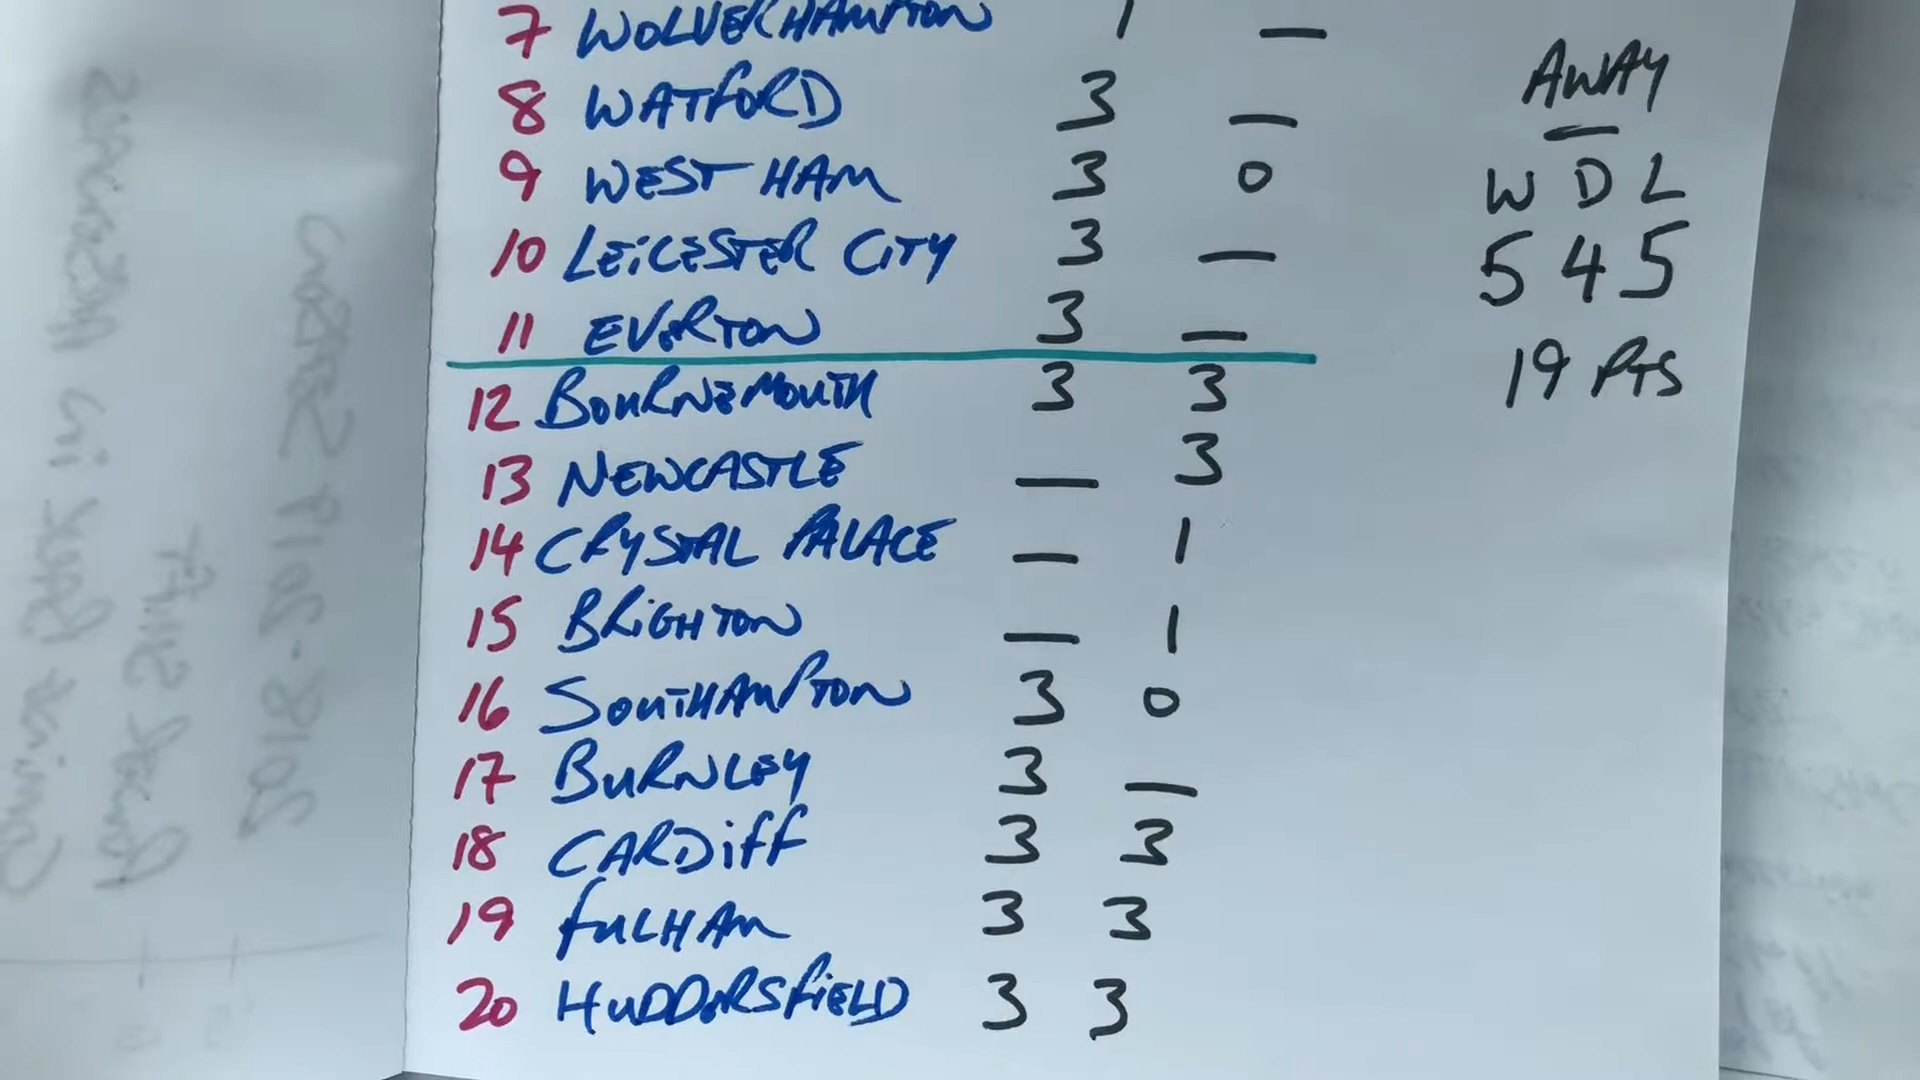 7 WOLVERHAMPTON 1 —
8 WATFORD 3 —
9 WEST HAM 3 0
10 LEICESTER CITY 3 —
11 EVERTON 3 —
12 BOURNEMOUTH 3 3
13 NEWCASTLE — 3
14 CRYSTAL PALACE — 1
15 BRIGHTON — 1
16 SOUTHAMPTON 3 0
17 BURNLEY 3 —
18 CARDIFF 3 3
19 FULHAM 3 3
20 HUDDERSFIELD 3 3
AWAY
W D L
5 4 5
19 PTS